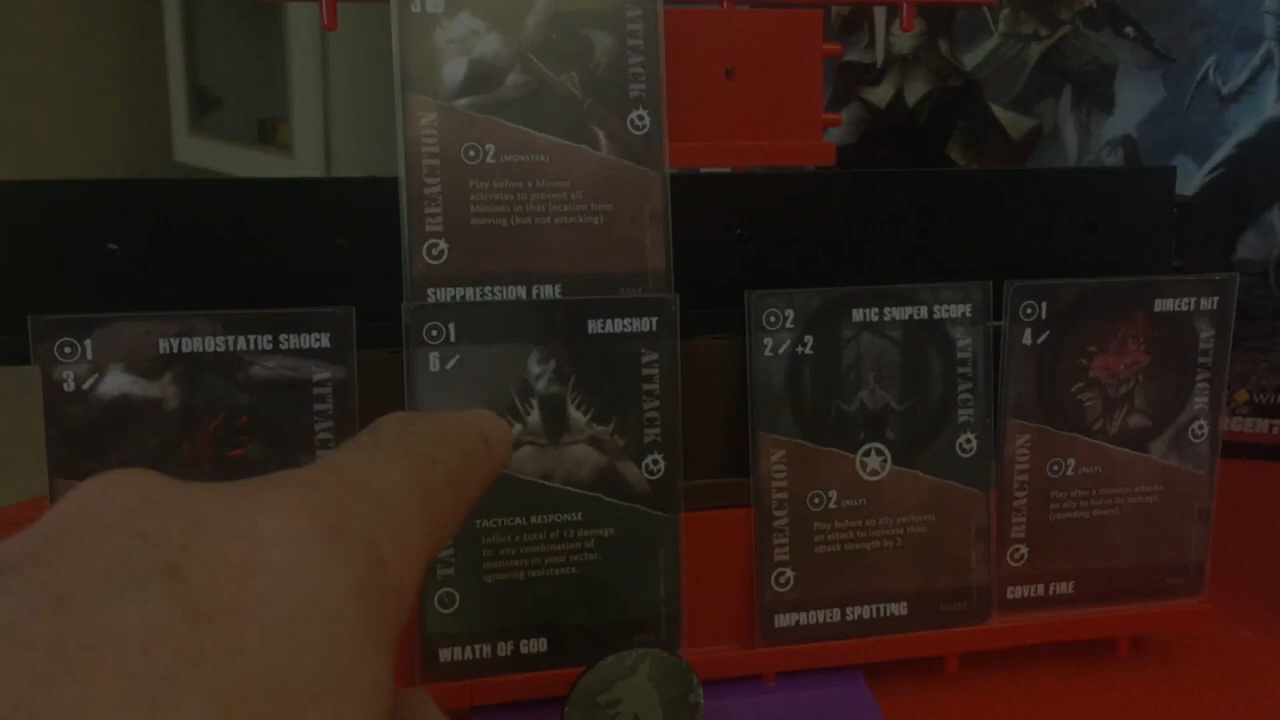 3
ATTACK
REACTION
2 (MONSTER)
Play before a Minion
activates to prevent all
Minions in that location from
moving (but not attacking)
SUPPRESSION FIRE
1
HYDROSTATIC SHOCK
3
ATTAC
1
HEADSHOT
6
ATTACK
TACTICAL RESPONSE
Inflict a total of 12 damage
to any combination of
monsters in your sector,
ignoring resistance.
WRATH OF GOD
2
M1C SNIPER SCOPE
2 / +2
ATTACK
REACTION
2 (ALLY)
Play before an ally performs
an attack to increase their
attack strength by 2.
IMPROVED SPOTTING
1
DIRECT HIT
4
ATTACK
REACTION
2 (ALLY)
Play after a monster attacks
an ally to halve its damage
(rounding down)
COVER FIRE